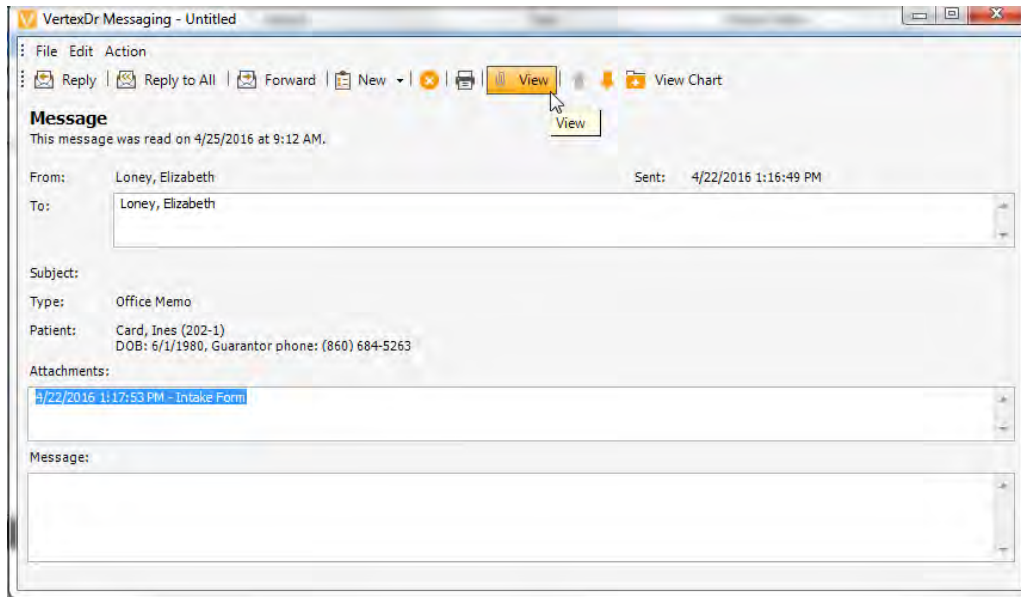 VertexDr Messaging - Untitled
File Edit Action
Reply Reply to All Forward New View View Chart
View
Message
This message was read on 4/25/2016 at 9:12 AM.
From: Loney, Elizabeth Sent: 4/22/2016 1:16:49 PM
To: Loney, Elizabeth
Subject:
Type: Office Memo
Patient: Card, Ines (202-1)
DOB: 6/1/1980, Guarantor phone: (860) 684-5263
Attachments:
4/22/2016 1:17:53 PM - Intake Form
Message: